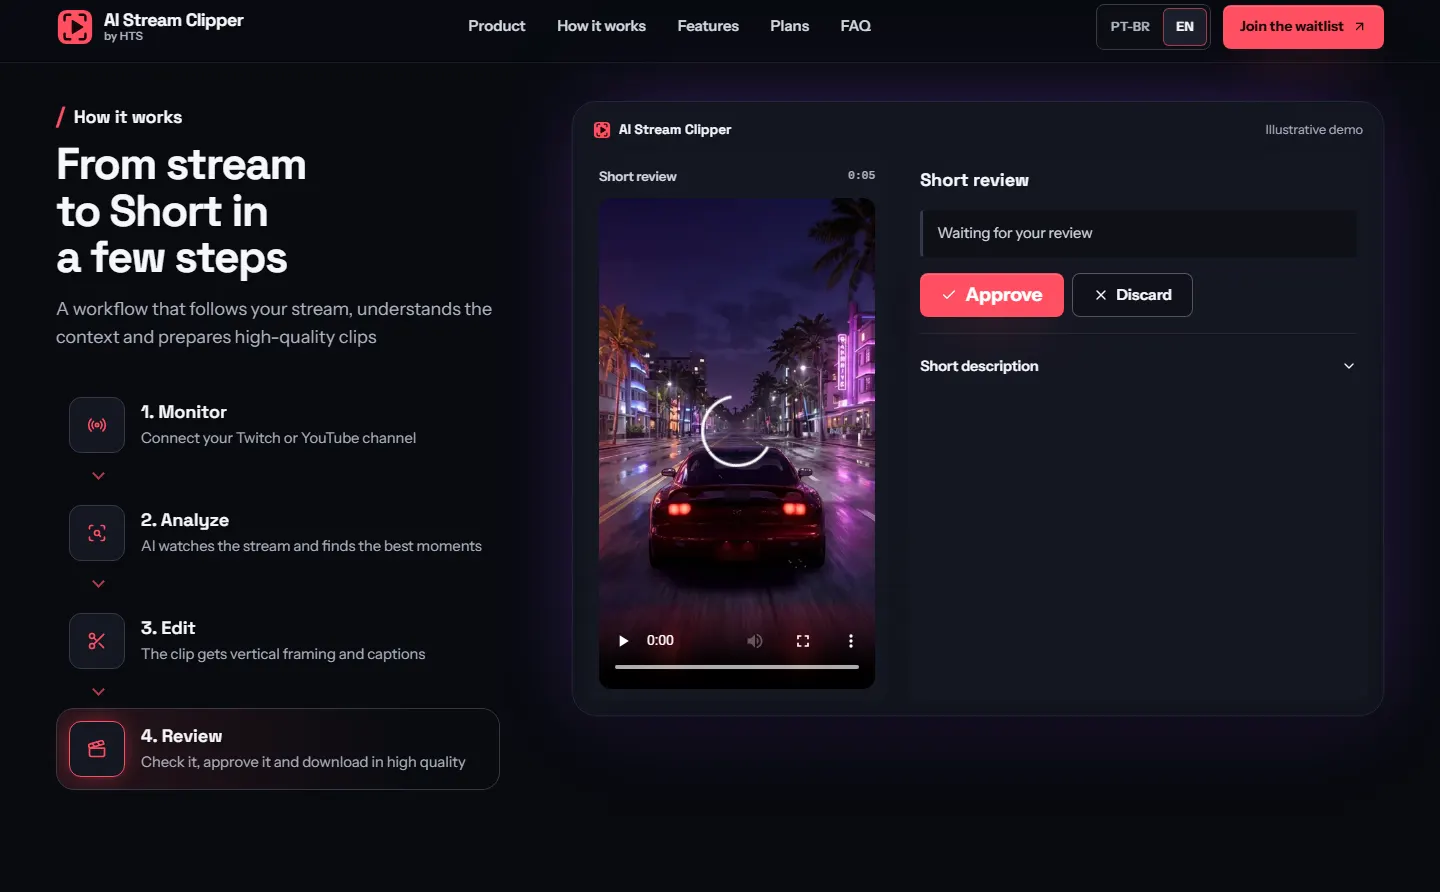 AI Stream Clipper
by HTS
Product
How it works
Features
Plans
FAQ
PT-BR
EN
Join the waitlist
/ How it works
From stream
to Short in
a few steps
A workflow that follows your stream, understands the
context and prepares high-quality clips
1. Monitor
Connect your Twitch or YouTube channel
2. Analyze
AI watches the stream and finds the best moments
3. Edit
The clip gets vertical framing and captions
4. Review
Check it, approve it and download in high quality
AI Stream Clipper
Illustrative demo
Short review
0:05
0:00
Short review
Waiting for your review
Approve
Discard
Short description